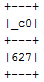 +---+
|_c0|
+---+
|627|
+---+